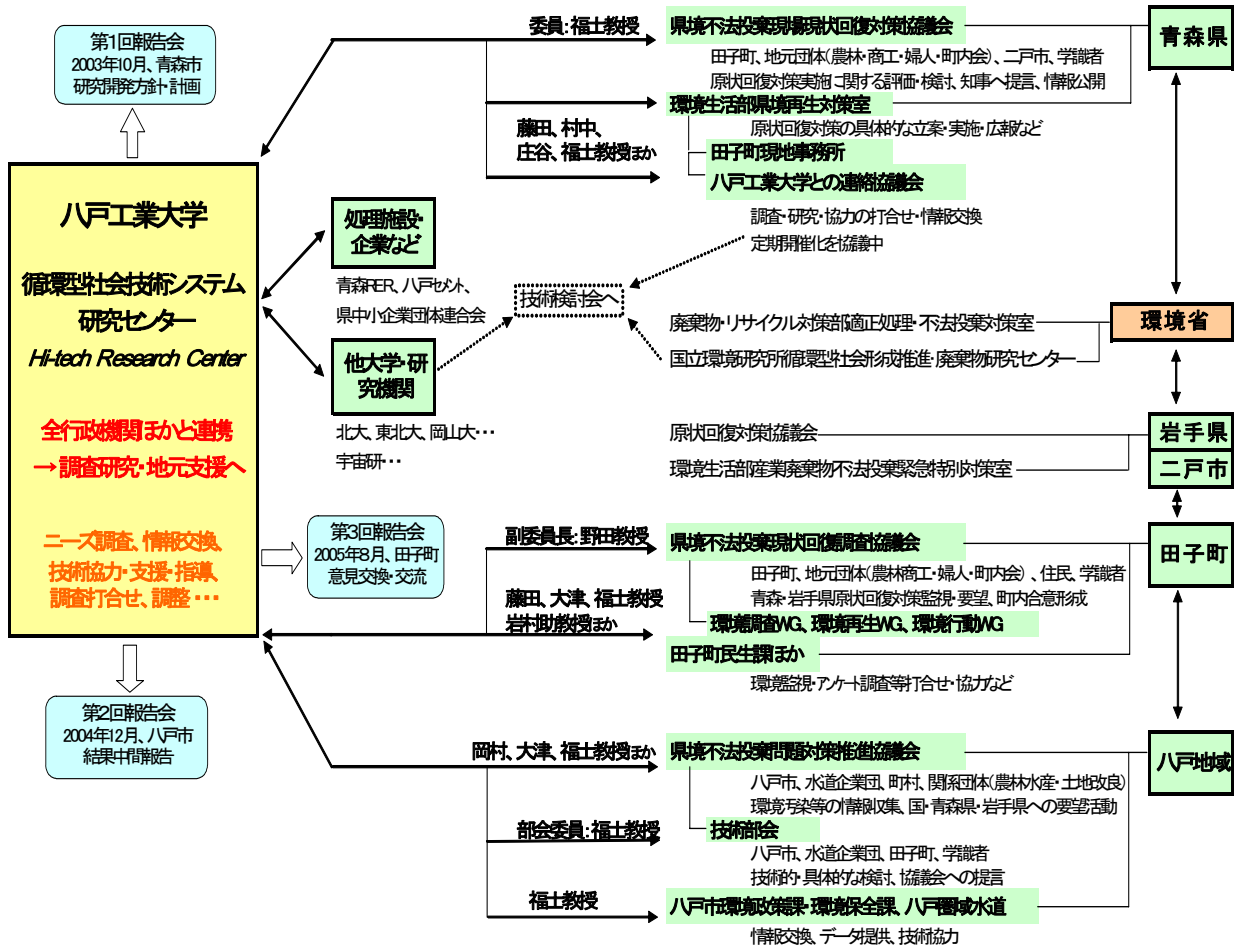 第1回報告会
2003年10月、青森市
研究開発方針・計画
八戸工業大学
循環型社会技術システム
研究センター
Hi-tech Research Center
全行政機関ほかと連携
→調査研究・地元支援へ
ニーズ調査、情報交換、
技術協力・支援・指導、
調査打合せ、調整・・・
第2回報告会
2004年12月、八戸市
結果中間報告
第3回報告会
2005年8月、田子町
意見交換・交流
処理施設・
企業など
青森RER、八戸セメント、
県中小企業団体連合会
他大学・研
究機関
北大、東北大、岡山大・・・
宇宙研・・・
技術検討会へ
委員：福士教授
藤田、村中、
庄谷、福士教授ほか
県境不法投棄現場現状回復対策協議会
田子町、地元団体（農林・商工・婦人・町内会）、二戸市、学識者
原状回復対策実施に関する評価・検討、知事へ提言、情報公開
環境生活部県境再生対策室
原状回復対策の具体的な立案・実施・広報など
田子町現地事務所
八戸工業大学との連絡協議会
調査・研究・協力の打合せ・情報交換
定期開催化を協議中
青森県
廃棄物・リサイクル対策部適正処理・不法投棄対策室
国立環境研究所循環型社会形成推進・廃棄物研究センター
環境省
原状回復対策協議会
環境生活部産業廃棄物不法投棄緊急特別対策室
岩手県
二戸市
副委員長：野田教授
藤田、大津、福士教授
岩村助教授ほか
県境不法投棄現状回復調査協議会
田子町、地元団体（農林商工・婦人・町内会）、住民、学識者
青森・岩手県原状回復対策監視・要望、町内合意形成
環境調査WG、環境再生WG、環境行動WG
田子町民生課ほか
環境監視・アンケート調査等打合せ・協力など
田子町
岡村、大津、福士教授ほか
部会委員：福士教授
福士教授
県境不法投棄問題対策推進協議会
八戸市、水道企業団、町村、関係団体（農林水産・土地改良）
環境汚染等の情報収集、国・青森県・岩手県への要望活動
技術部会
八戸市、水道企業団、田子町、学識者
技術的・具体的な検討、協議会への提言
八戸市環境政策課・環境保全課、八戸圏域水道
情報交換、データ提供、技術協力
八戸地域